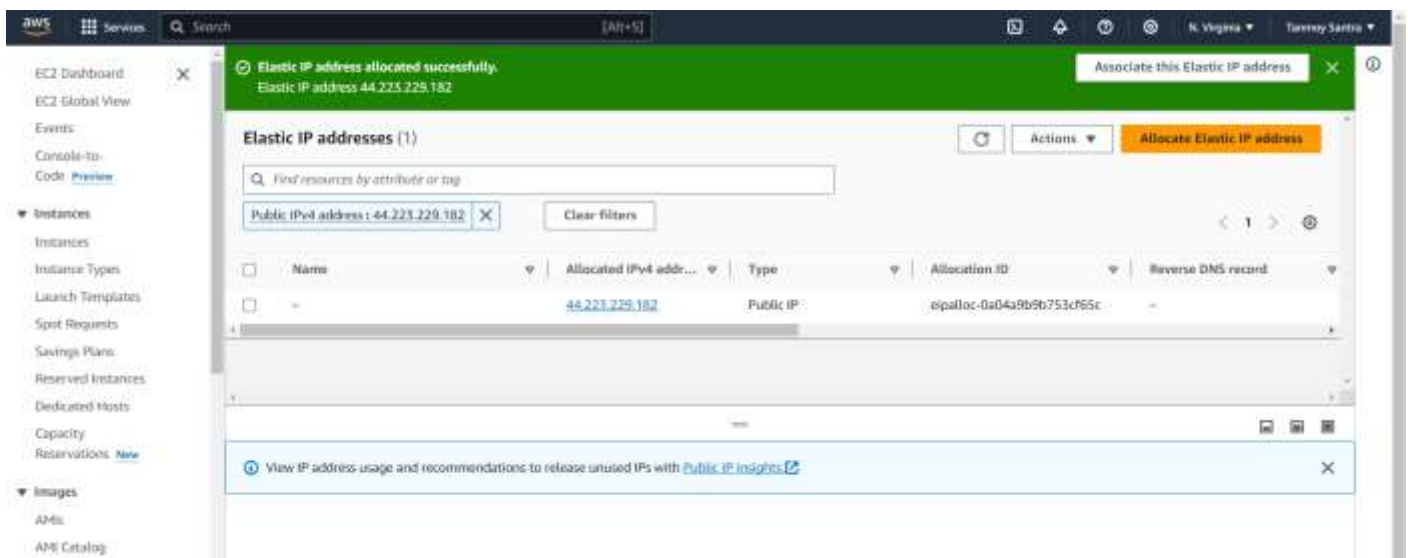 aws
Services
Search
[Alt+S]
N. Virginia
EC2 Dashboard
EC2 Global View
Events
Console-to-
Code Preview
Instances
Instances
Instance Types
Launch Templates
Spot Requests
Savings Plans
Reserved Instances
Dedicated Hosts
Capacity
Reservations New
Images
AMIs
AMI Catalog
Elastic IP address allocated successfully.
Elastic IP address 44.223.229.182
Associate this Elastic IP address
Elastic IP addresses (1)
Actions
Allocate Elastic IP address
Find resources by attribute or tag
Public IPv4 address : 44.223.229.182
Clear filters
1
Name
Allocated IPv4 addr...
Type
Allocation ID
Reverse DNS record
–
44.223.229.182
Public IP
eipalloc-0a04a9b9b753cf65c
–
View IP address usage and recommendations to release unused IPs with Public IP insights